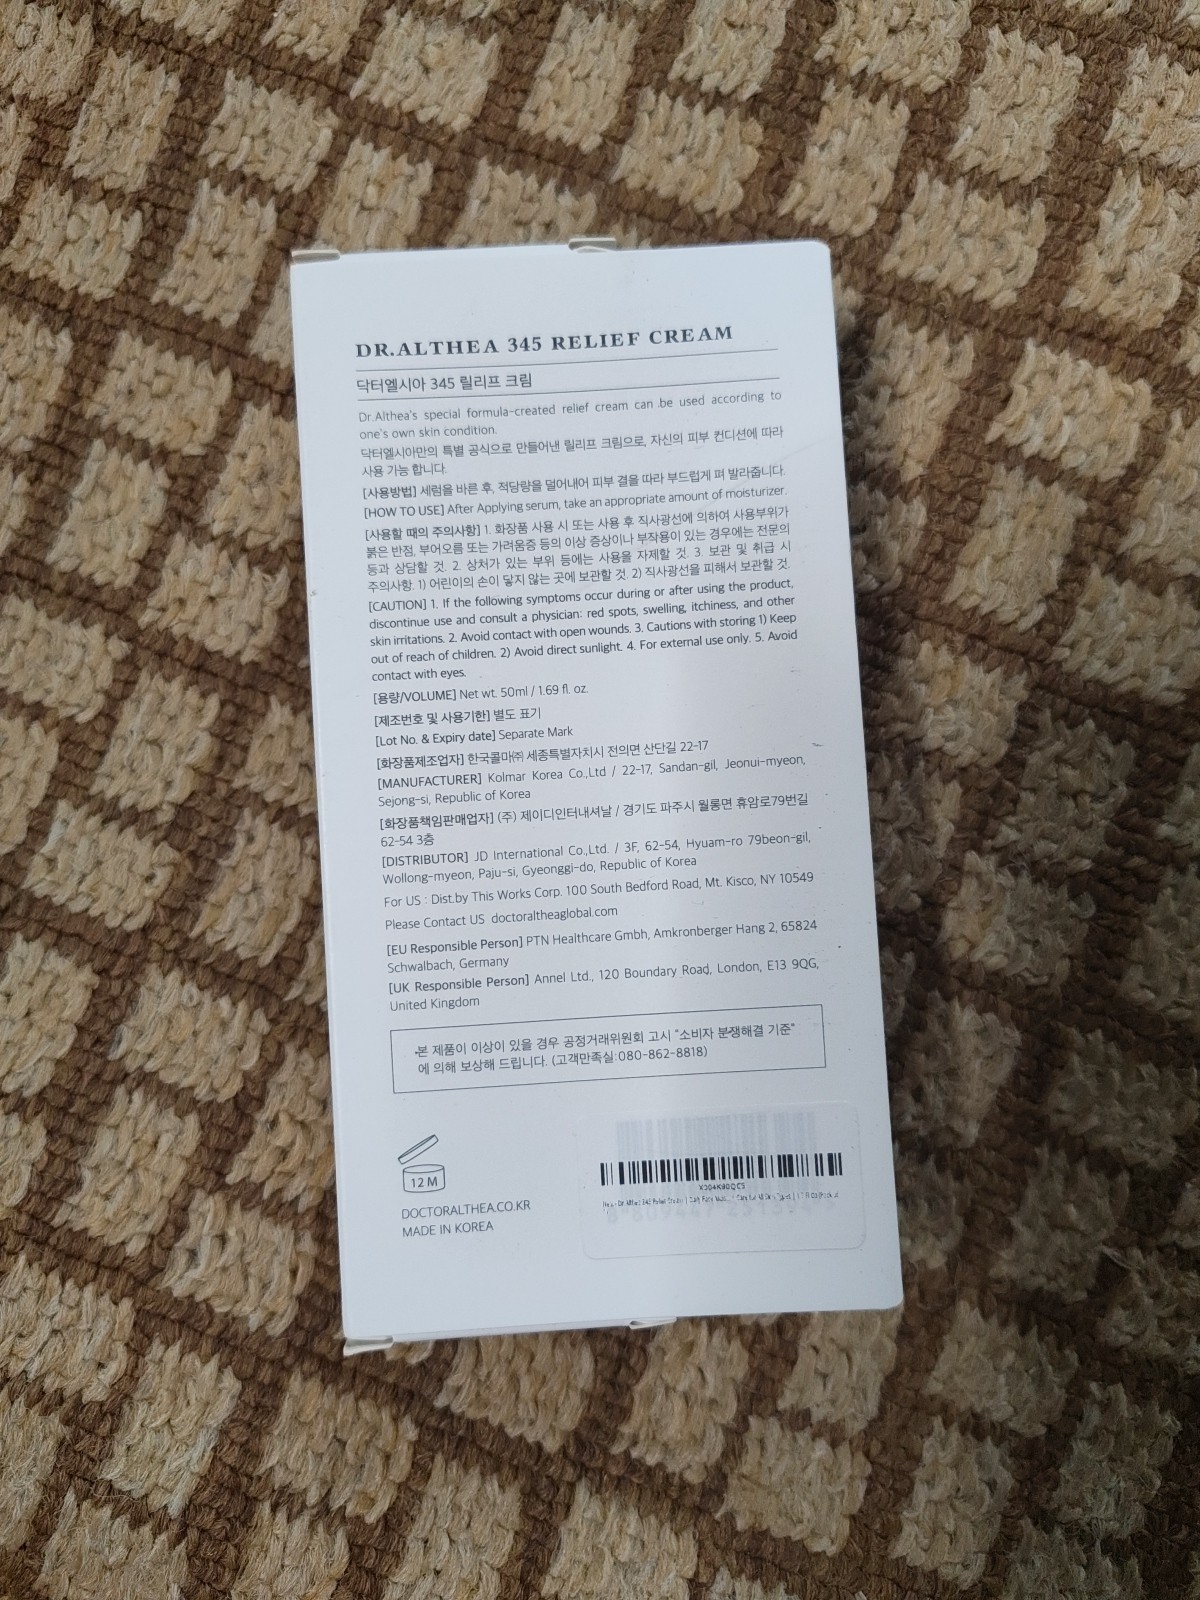 DR.ALTHEA 345 RELIEF CREAM
닥터엘시아 345 릴리프 크림
Dr.Althea's special formula-created relief cream can be used according to
one's own skin condition.
닥터엘시아만의 특별 공식으로 만들어낸 릴리프 크림으로, 자신의 피부 컨디션에 따라
사용 가능 합니다.
[사용방법] 세럼을 바른 후, 적당량을 덜어내어 피부 결을 따라 부드럽게 펴 발라줍니다.
[HOW TO USE] After Applying serum, take an appropriate amount of moisturizer.
[사용할 때의 주의사항] 1. 화장품 사용 시 또는 사용 후 직사광선에 의하여 사용부위가
붉은 반점, 부어오름 또는 가려움증 등의 이상 증상이나 부작용이 있는 경우에는 전문의
등과 상담할 것. 2. 상처가 있는 부위 등에는 사용을 자제할 것. 3. 보관 및 취급 시
주의사항. 1) 어린이의 손이 닿지 않는 곳에 보관할 것. 2) 직사광선을 피해서 보관할 것.
[CAUTION] 1. If the following symptoms occur during or after using the product,
discontinue use and consult a physician: red spots, swelling, itchiness, and other
skin irritations. 2. Avoid contact with open wounds. 3. Cautions with storing 1) Keep
out of reach of children. 2) Avoid direct sunlight. 4. For external use only. 5. Avoid
contact with eyes.
[용량/VOLUME] Net wt. 50ml / 1.69 fl. oz.
[제조번호 및 사용기한] 별도 표기
[Lot No. & Expiry date] Separate Mark
[화장품제조업자] 한국콜마㈜ 세종특별자치시 전의면 산단길 22-17
[MANUFACTURER] Kolmar Korea Co.,Ltd / 22-17, Sandan-gil, Jeonui-myeon,
Sejong-si, Republic of Korea
[화장품책임판매업자] (주) 제이디인터내셔날 / 경기도 파주시 월롱면 휴암로79번길
62-54 3층
[DISTRIBUTOR] JD International Co.,Ltd. / 3F, 62-54, Hyuam-ro 79beon-gil,
Wollong-myeon, Paju-si, Gyeonggi-do, Republic of Korea
For US : Dist.by This Works Corp. 100 South Bedford Road, Mt. Kisco, NY 10549
Please Contact US doctoraltheaglobal.com
[EU Responsible Person] PTN Healthcare Gmbh, Amkronberger Hang 2, 65824
Schwalbach, Germany
[UK Responsible Person] Annel Ltd., 120 Boundary Road, London, E13 9QG,
United Kingdom
본 제품이 이상이 있을 경우 공정거래위원회 고시 "소비자 분쟁해결 기준"
에 의해 보상해 드립니다. (고객만족실:080-862-8818)
12 M
DOCTORALTHEA.CO.KR
MADE IN KOREA